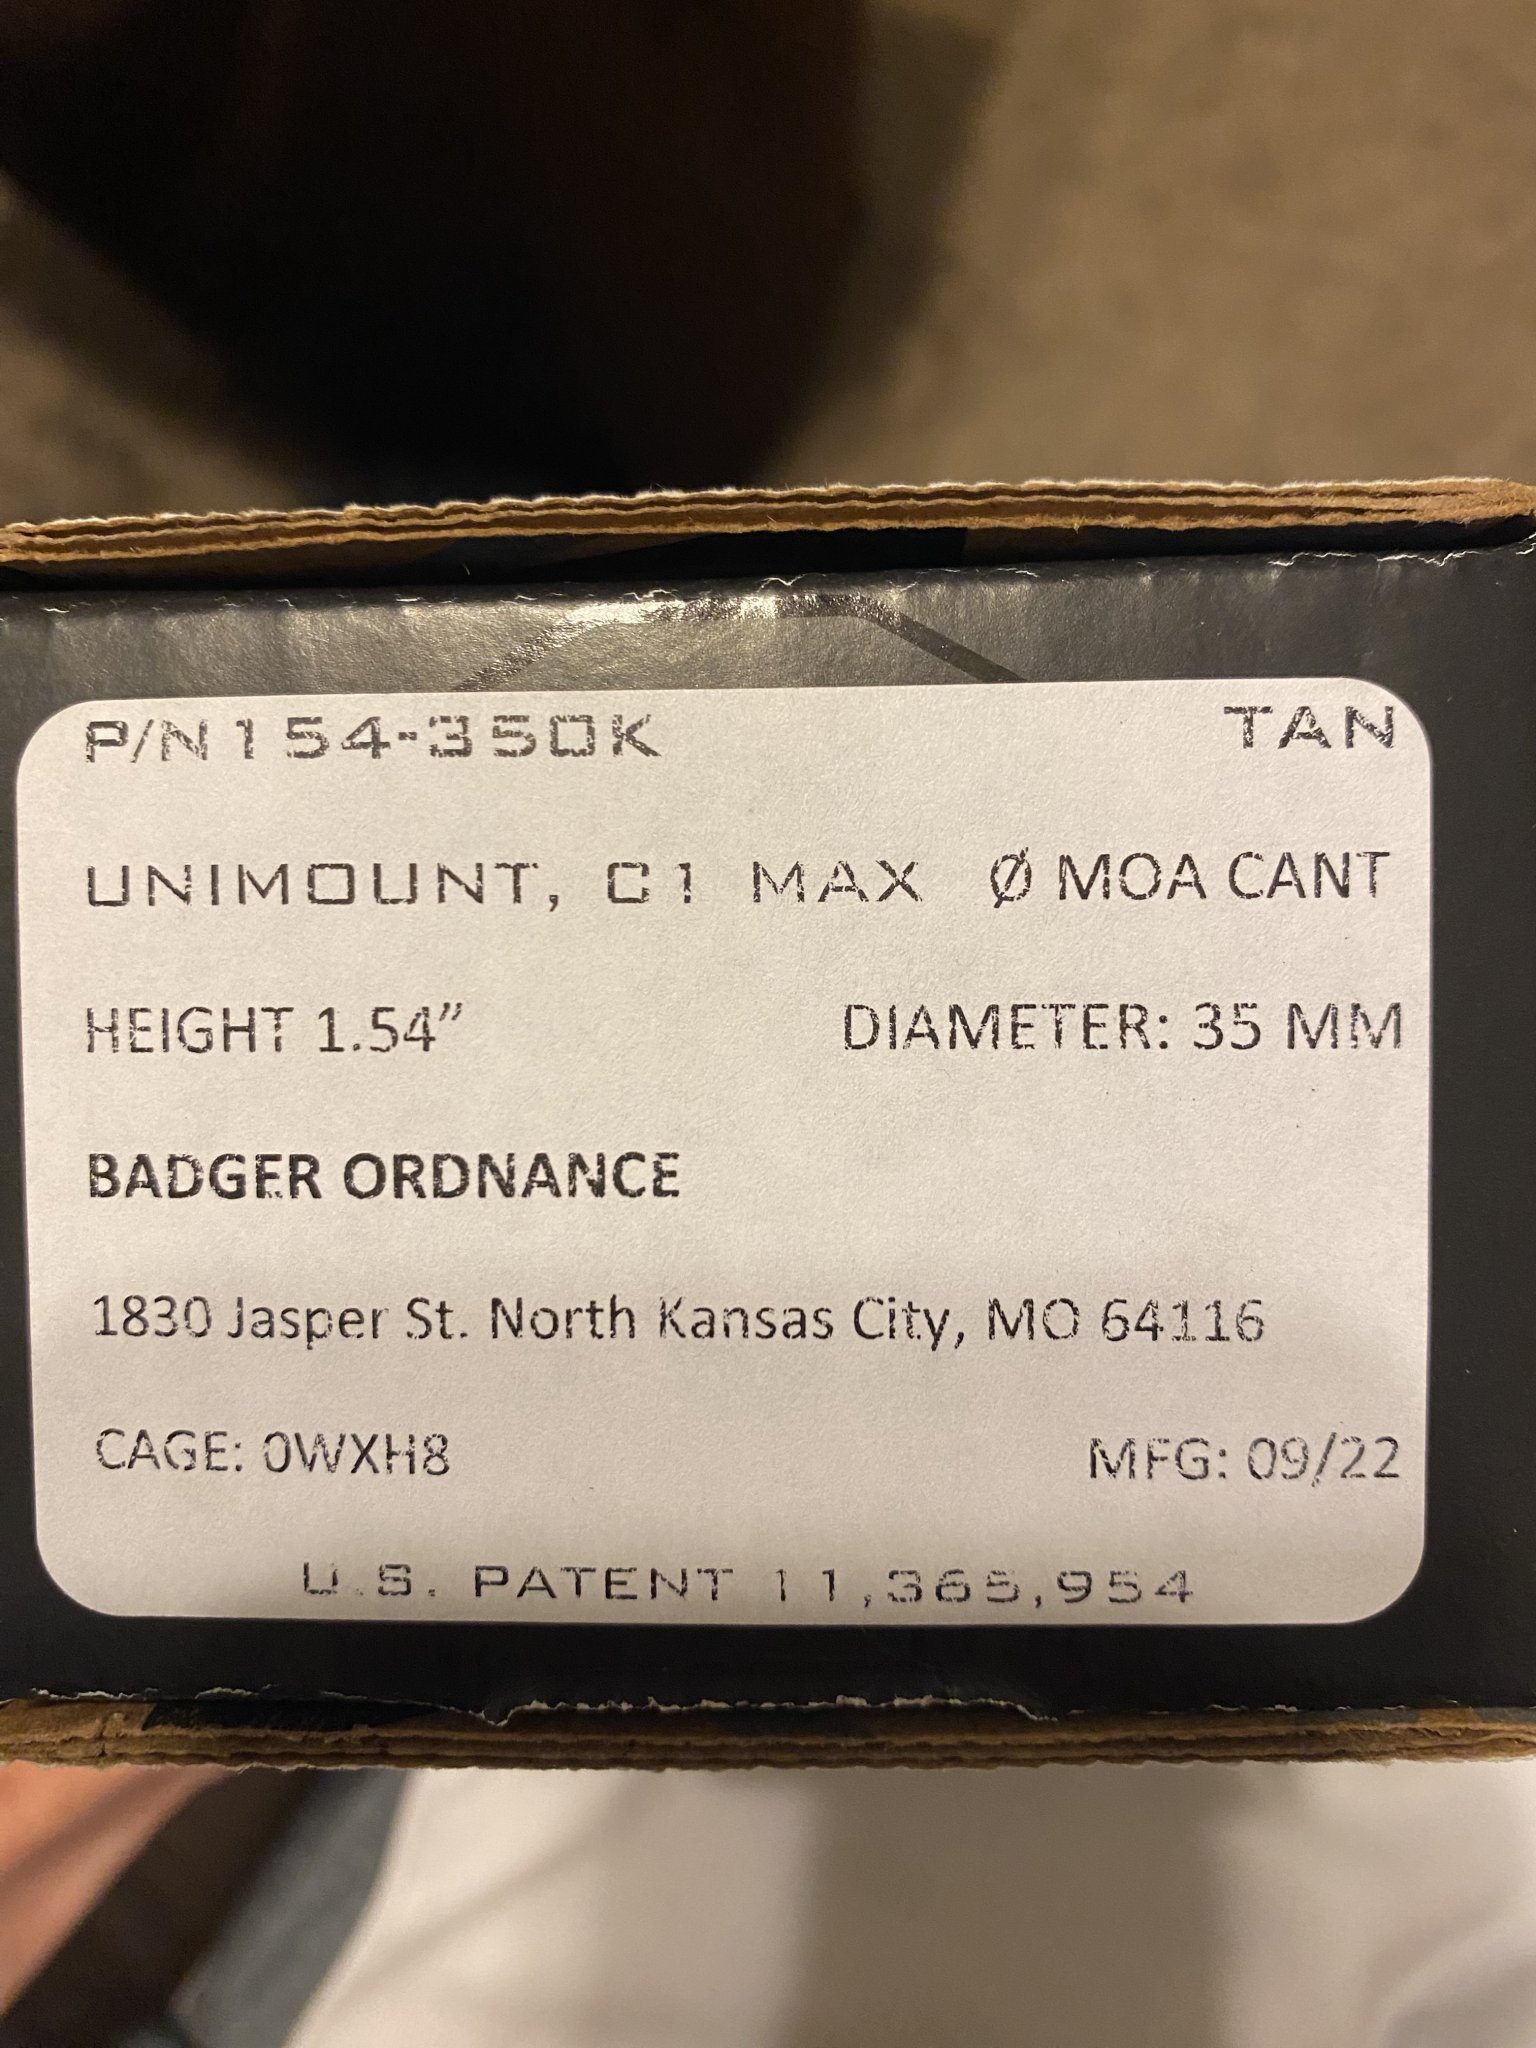 P/N 154-350K TAN
UNIMOUNT, C1 MAX Ø MOA CANT
HEIGHT 1.54” DIAMETER: 35 MM
BADGER ORDNANCE
1830 Jasper St. North Kansas City, MO 64116
CAGE: 0WXH8 MFG: 09/22
U.S. PATENT 11,365,954